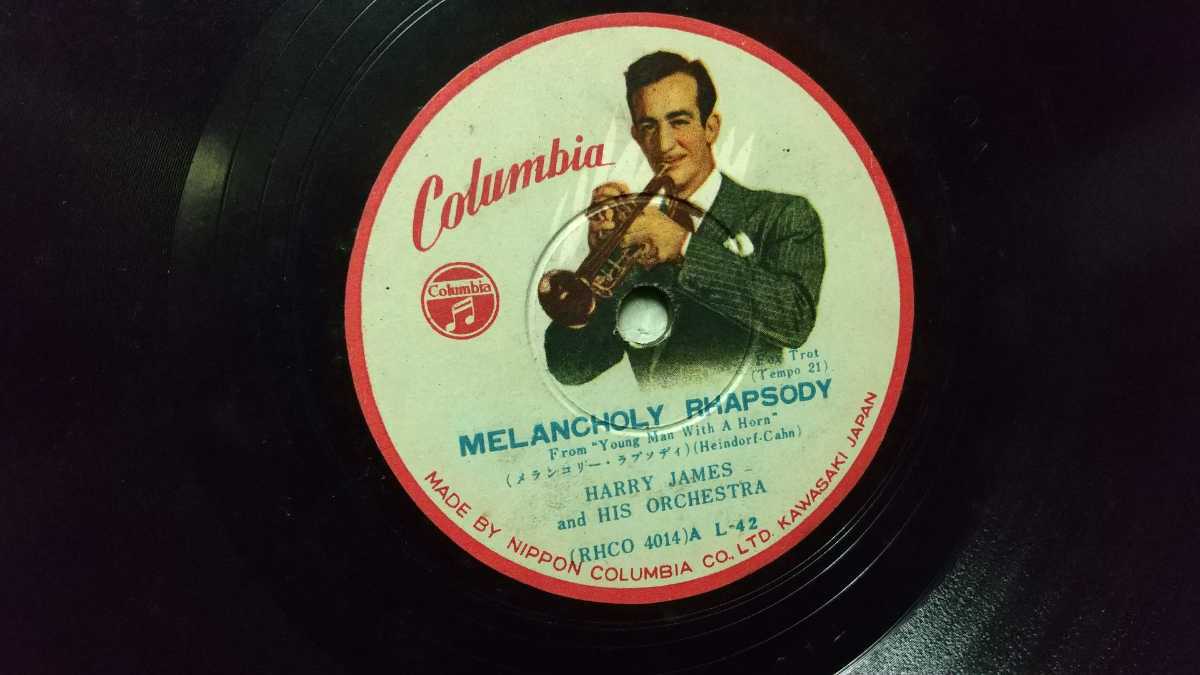 Columbia
Columbia
Fox Trot
(Tempo 21)
MELANCHOLY RHAPSODY
From "Young Man With A Horn"
(メランコリー・ラプソディ)(Heindorf-Cahn)
HARRY JAMES -
and HIS ORCHESTRA
(RHCO 4014)A L-42
MADE BY NIPPON COLUMBIA CO., LTD. KAWASAKI JAPAN